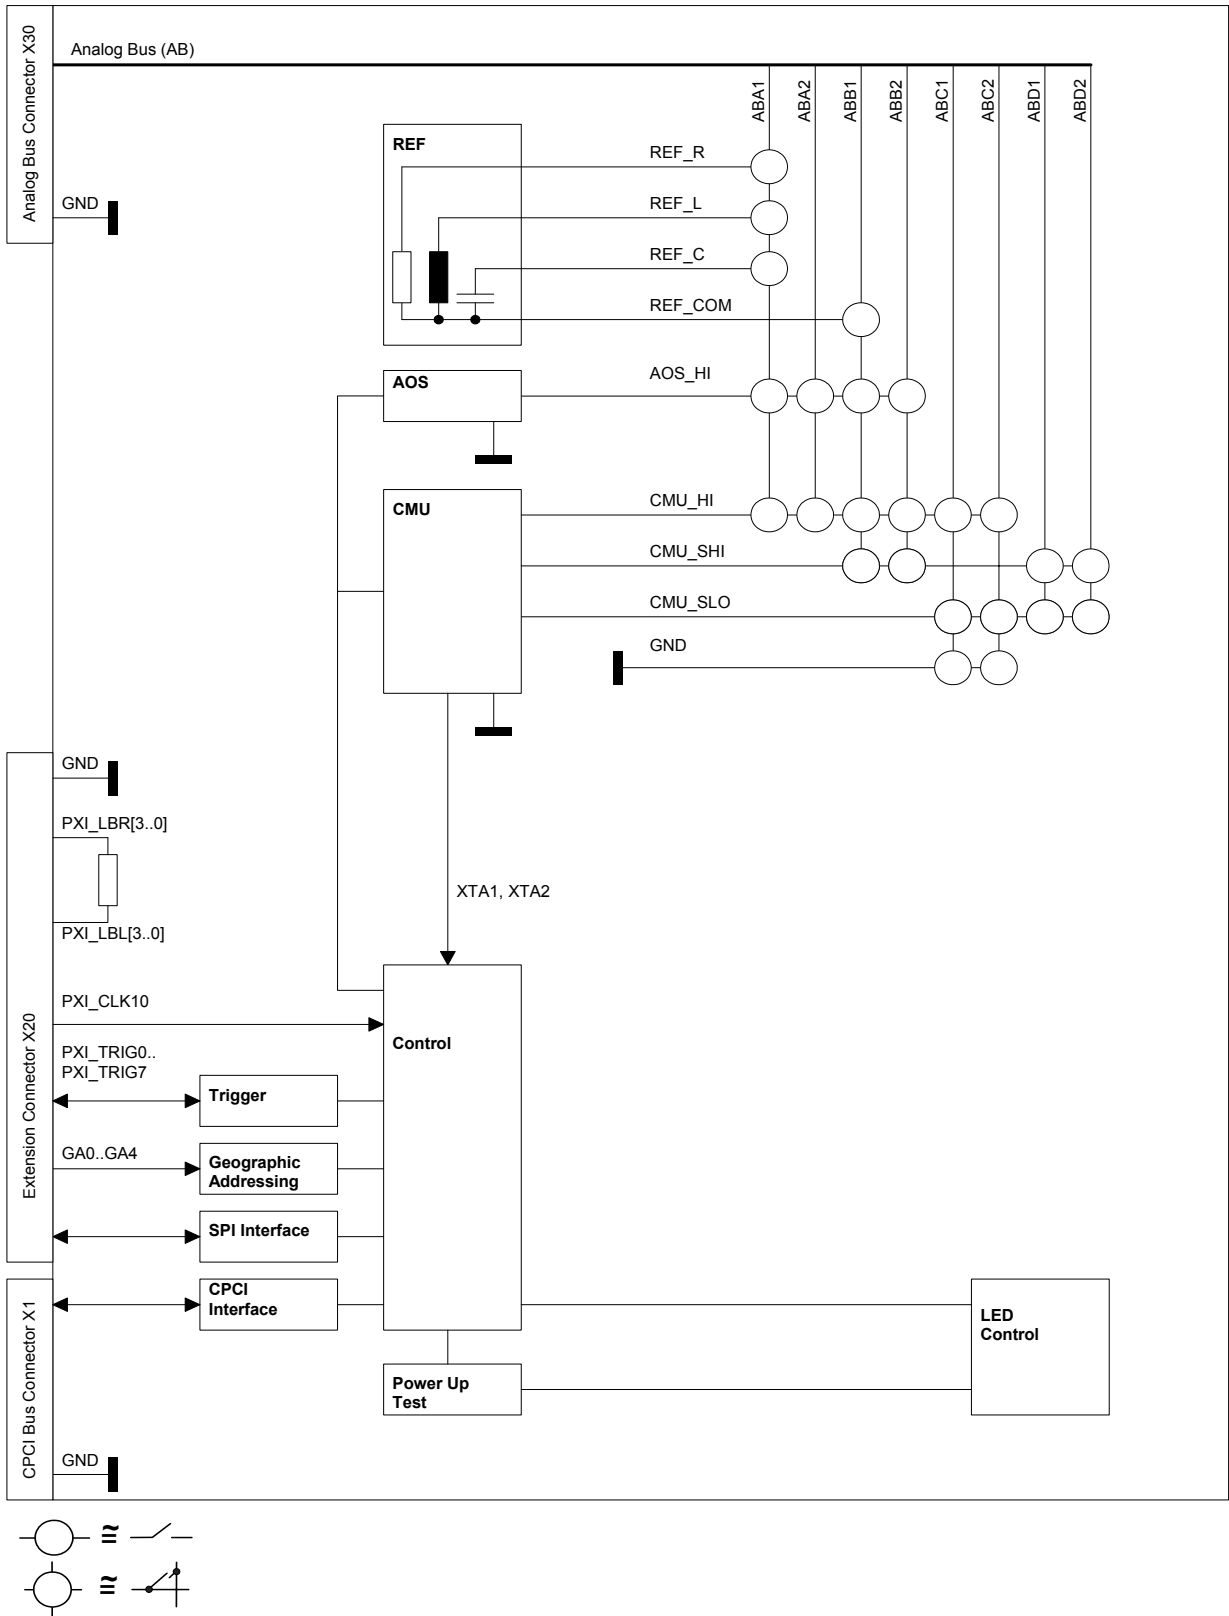 Analog Bus Connector X30
Analog Bus (AB)
ABA1
ABA2
ABB1
ABB2
ABC1
ABC2
ABD1
ABD2
GND
REF
REF_R
REF_L
REF_C
REF_COM
AOS
AOS_HI
CMU
CMU_HI
CMU_SHI
CMU_SLO
GND
Extension Connector X20
GND
PXI_LBR[3..0]
PXI_LBL[3..0]
XTA1, XTA2
PXI_CLK10
Control
PXI_TRIG0..
PXI_TRIG7
Trigger
GA0..GA4
Geographic
Addressing
SPI Interface
CPCI Bus Connector X1
CPCI
Interface
LED
Control
Power Up
Test
GND
≅
≅